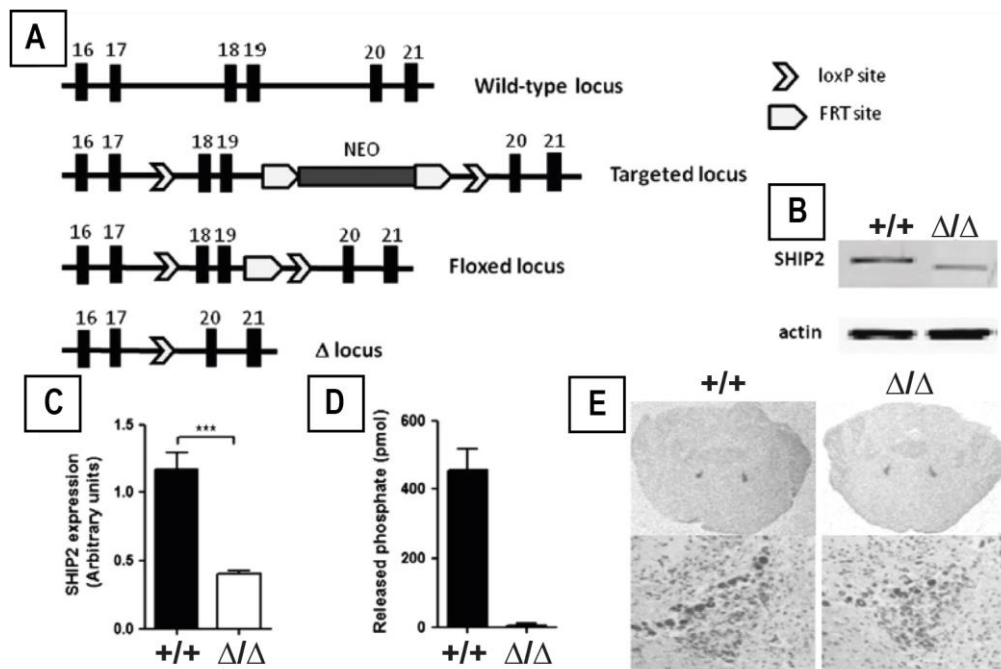 A
16 17 18 19 20 21
Wild-type locus
loxP site
FRT site
16 17 18 19 NEO 20 21
Targeted locus
16 17 18 19 20 21
Floxed locus
16 17 20 21
Δ locus
B
+/+ Δ/Δ
SHIP2
actin
C
SHIP2 expression
(Arbitrary units)
1.5
1.0
0.5
0.0
***
+/+ Δ/Δ
D
Released phosphate (pmol)
600
400
200
0
+/+ Δ/Δ
E
+/+ Δ/Δ